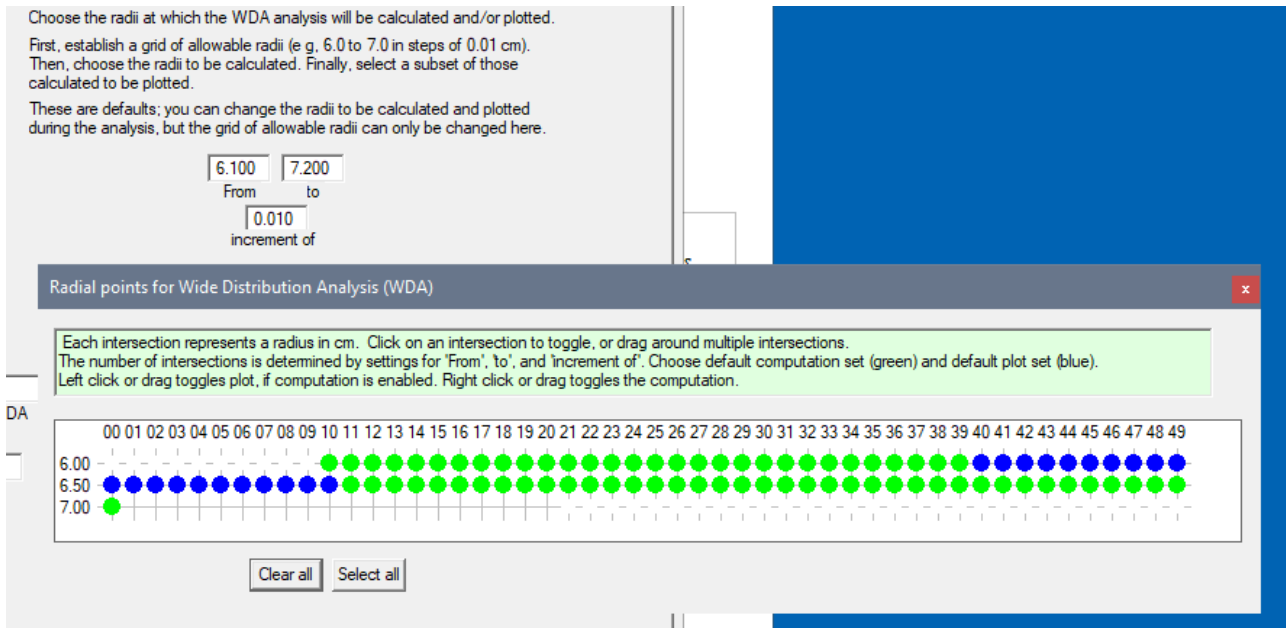 Choose the radii at which the WDA analysis will be calculated and/or plotted.
First, establish a grid of allowable radii (e g, 6.0 to 7.0 in steps of 0.01 cm).
Then, choose the radii to be calculated. Finally, select a subset of those
calculated to be plotted.
These are defaults; you can change the radii to be calculated and plotted
during the analysis, but the grid of allowable radii can only be changed here.
6.100 7.200
From to
0.010
increment of
Radial points for Wide Distribution Analysis (WDA)
x
Each intersection represents a radius in cm. Click on an intersection to toggle, or drag around multiple intersections.
The number of intersections is determined by settings for 'From', 'to', and 'increment of'. Choose default computation set (green) and default plot set (blue).
Left click or drag toggles plot, if computation is enabled. Right click or drag toggles the computation.
DA
00 01 02 03 04 05 06 07 08 09 10 11 12 13 14 15 16 17 18 19 20 21 22 23 24 25 26 27 28 29 30 31 32 33 34 35 36 37 38 39 40 41 42 43 44 45 46 47 48 49
6.00
6.50
7.00
Clear all Select all